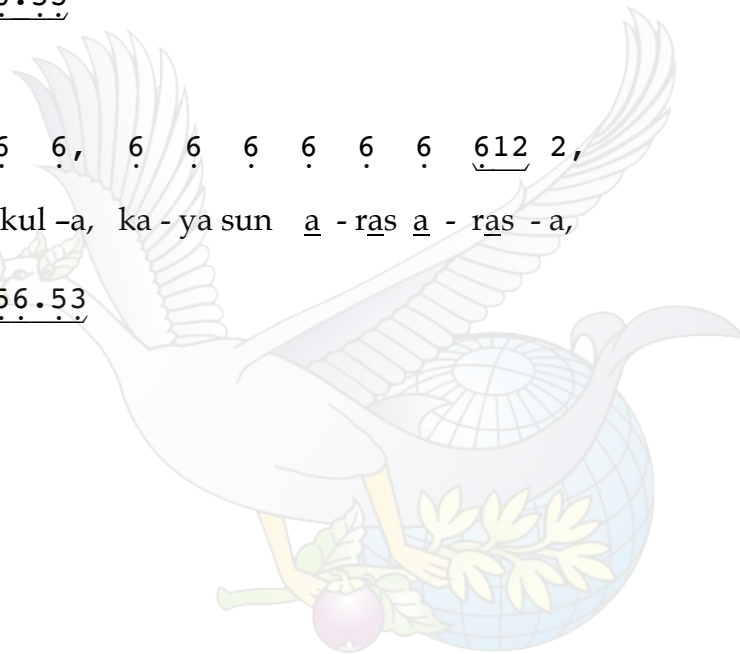 6 6, 6 6 6 6 6 6 612 2,
kul –a, ka - ya sun a - ras a - ras - a,
56.53